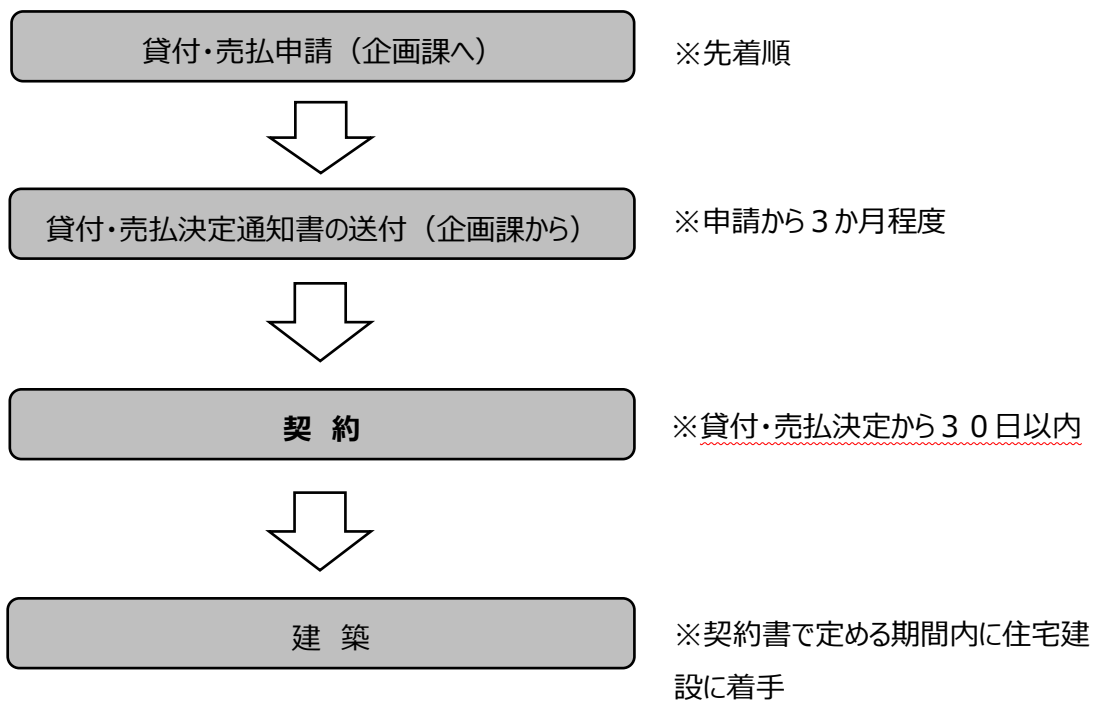 貸付・売払申請（企画課へ）
※先着順
貸付・売払決定通知書の送付（企画課から）
※申請から３か月程度
契 約
※貸付・売払決定から３０日以内
建 築
※契約書で定める期間内に住宅建
設に着手